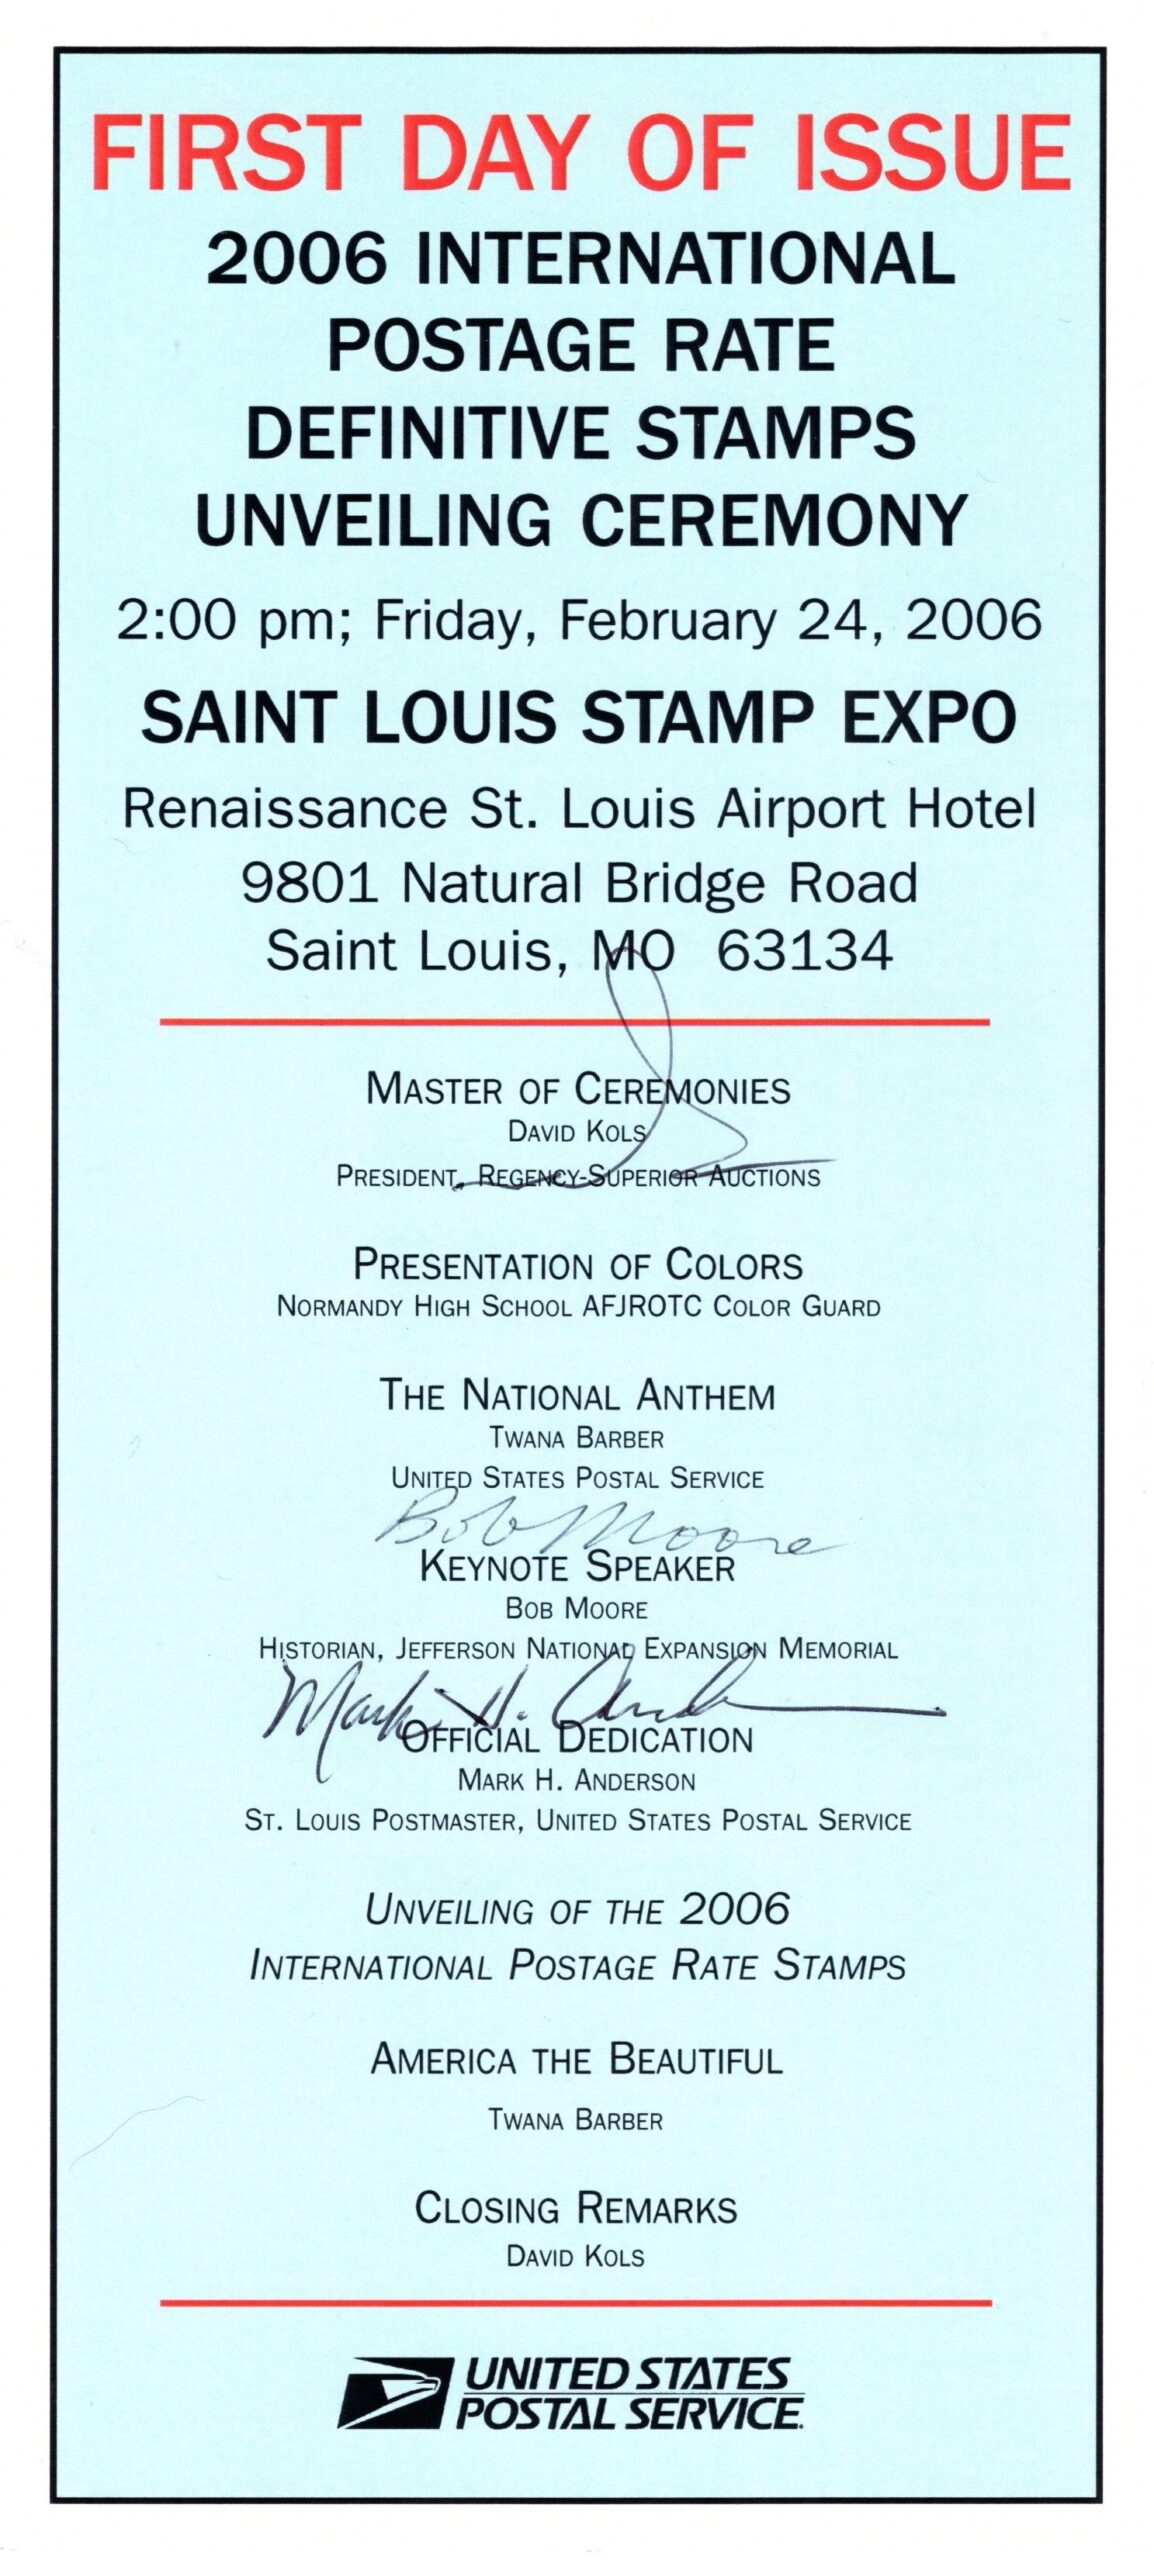 FIRST DAY OF ISSUE
2006 INTERNATIONAL
POSTAGE RATE
DEFINITIVE STAMPS
UNVEILING CEREMONY
2:00 pm; Friday, February 24, 2006
SAINT LOUIS STAMP EXPO
Renaissance St. Louis Airport Hotel
9801 Natural Bridge Road
Saint Louis, MO 63134
MASTER OF CEREMONIES
DAVID KOLS
PRESIDENT, REGENCY-SUPERIOR AUCTIONS
PRESENTATION OF COLORS
NORMANDY HIGH SCHOOL AFJROTC COLOR GUARD
THE NATIONAL ANTHEM
TWANA BARBER
UNITED STATES POSTAL SERVICE
Bob Moore
KEYNOTE SPEAKER
BOB MOORE
HISTORIAN, JEFFERSON NATIONAL EXPANSION MEMORIAL
Mark H. Anderson
OFFICIAL DEDICATION
MARK H. ANDERSON
ST. LOUIS POSTMASTER, UNITED STATES POSTAL SERVICE
UNVEILING OF THE 2006
INTERNATIONAL POSTAGE RATE STAMPS
AMERICA THE BEAUTIFUL
TWANA BARBER
CLOSING REMARKS
DAVID KOLS
UNITED STATES
POSTAL SERVICE